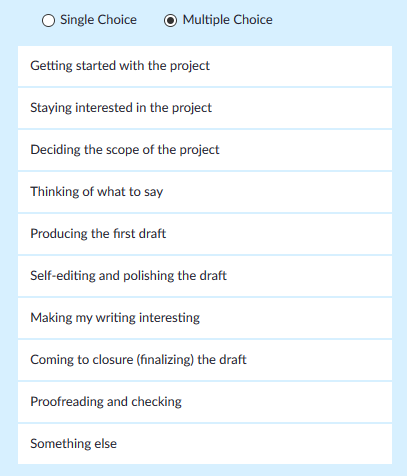 Single Choice Multiple Choice
Getting started with the project
Staying interested in the project
Deciding the scope of the project
Thinking of what to say
Producing the first draft
Self-editing and polishing the draft
Making my writing interesting
Coming to closure (finalizing) the draft
Proofreading and checking
Something else